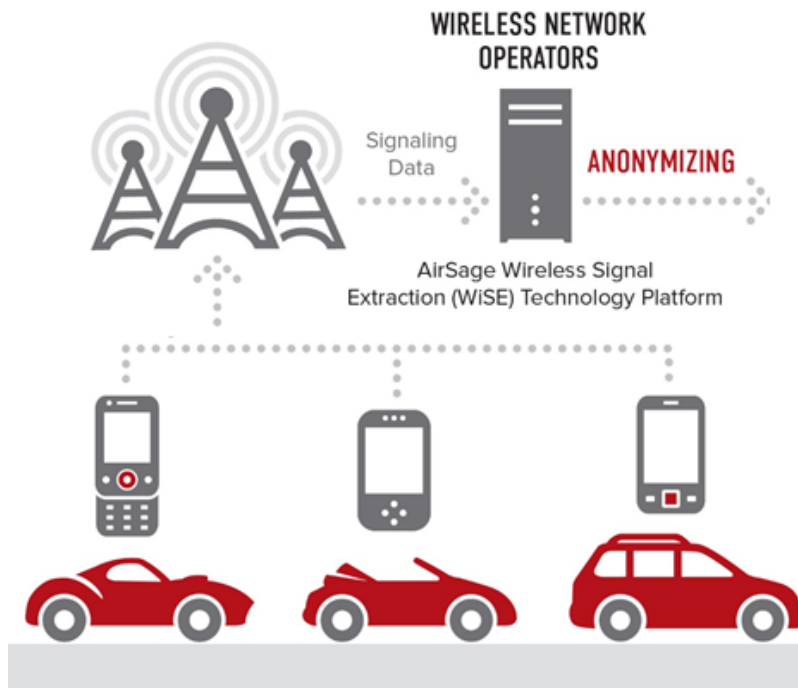 WIRELESS NETWORK
OPERATORS
Signaling
Data
ANONYMIZING
AirSage Wireless Signal
Extraction (WiSE) Technology Platform